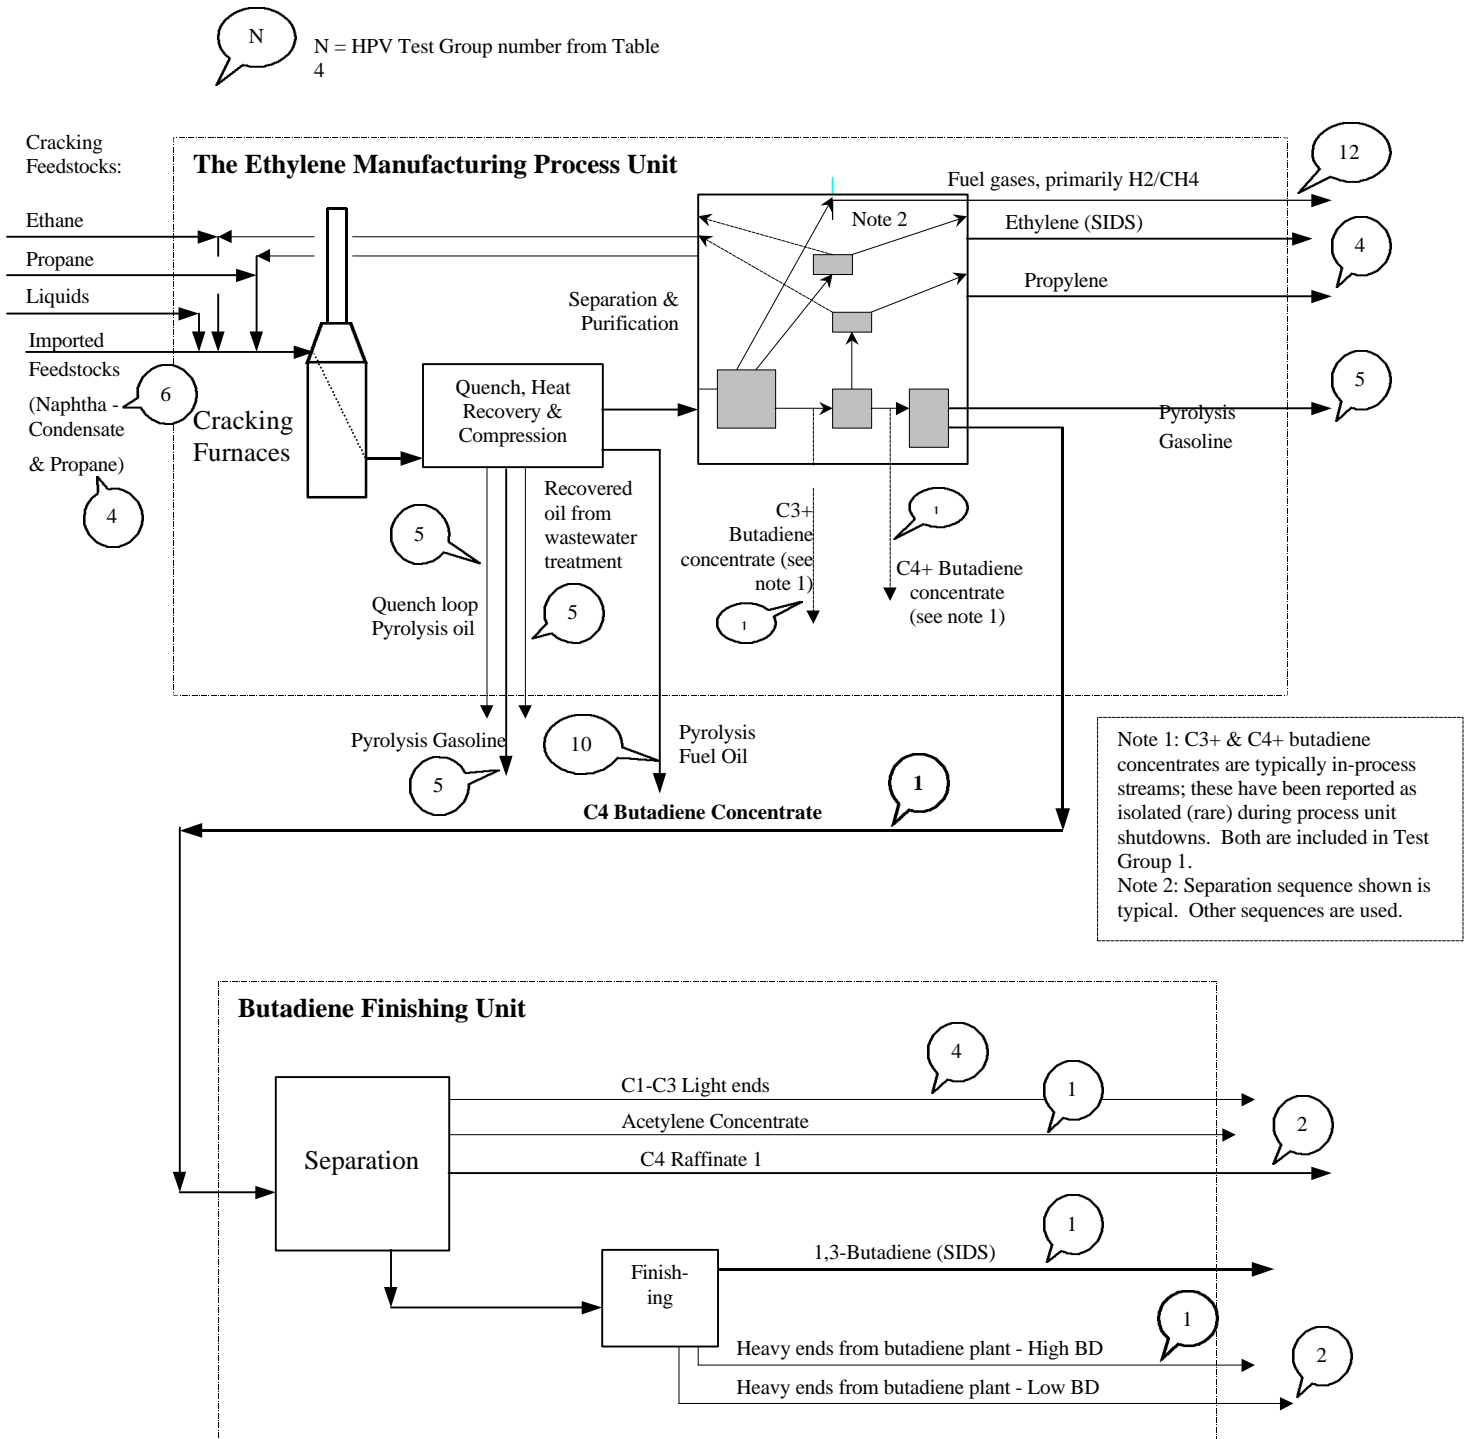 N
N = HPV Test Group number from Table
4
Cracking
Feedstocks:
The Ethylene Manufacturing Process Unit
12
Fuel gases, primarily H2/CH4
Note 2
Ethane
Ethylene (SIDS)
4
Propane
Propylene
Liquids
Separation &
Purification
Imported
Feedstocks
(Naphtha -
Condensate
& Propane)
6
4
Cracking
Furnaces
Quench, Heat
Recovery &
Compression
5
Pyrolysis
Gasoline
Recovered
oil from
wastewater
treatment
5
C3+
Butadiene
concentrate (see
note 1)
1
1
C4+ Butadiene
concentrate
(see note 1)
Quench loop
Pyrolysis oil
5
Pyrolysis Gasoline
5
10
Pyrolysis
Fuel Oil
C4 Butadiene Concentrate
1
Note 1: C3+ & C4+ butadiene
concentrates are typically in-process
streams; these have been reported as
isolated (rare) during process unit
shutdowns. Both are included in Test
Group 1.
Note 2: Separation sequence shown is
typical. Other sequences are used.
Butadiene Finishing Unit
4
C1-C3 Light ends
1
Acetylene Concentrate
2
C4 Raffinate 1
Separation
1
1,3-Butadiene (SIDS)
Finish-
ing
1
Heavy ends from butadiene plant - High BD
2
Heavy ends from butadiene plant - Low BD